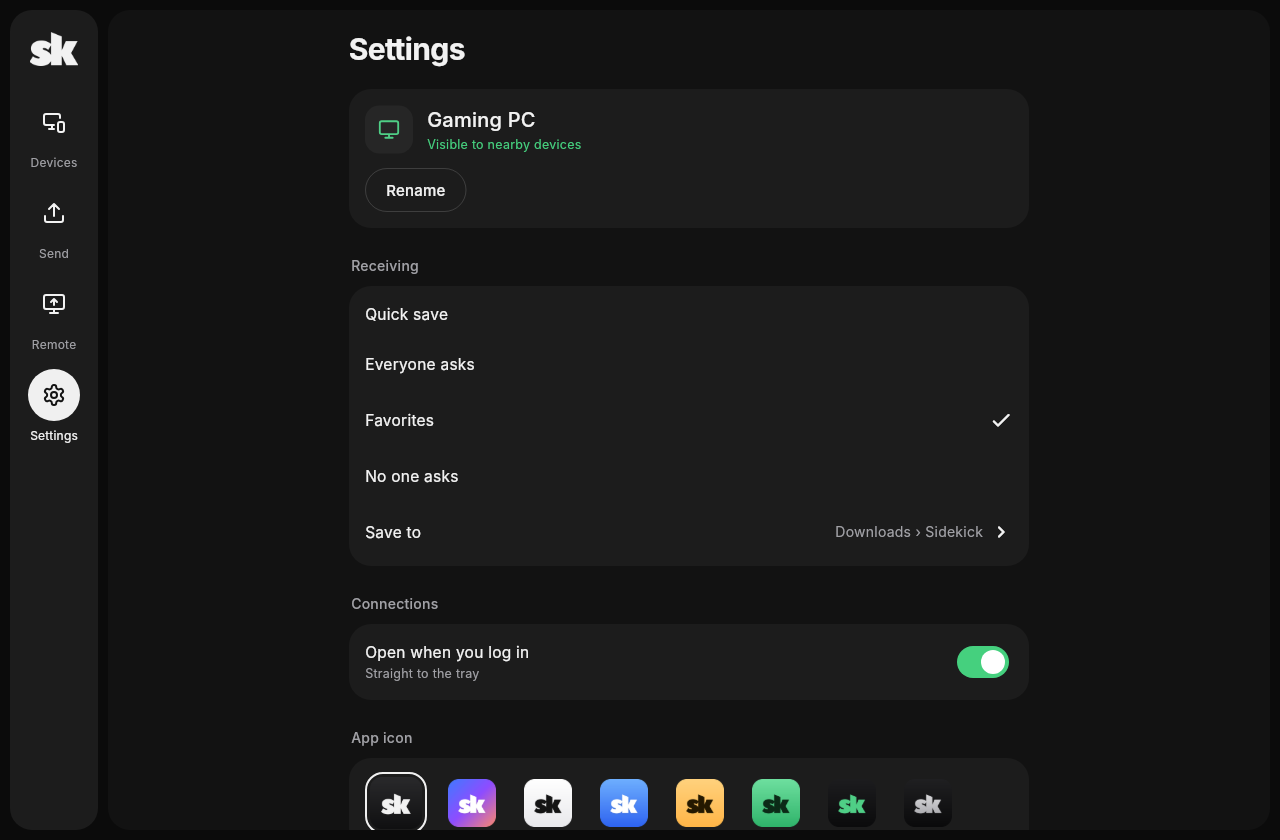 sk
Devices
Send
Remote
Settings
Settings
Gaming PC
Visible to nearby devices
Rename
Receiving
Quick save
Everyone asks
Favorites
No one asks
Save to
Downloads › Sidekick
Connections
Open when you log in
Straight to the tray
App icon
sk sk sk sk sk sk sk sk